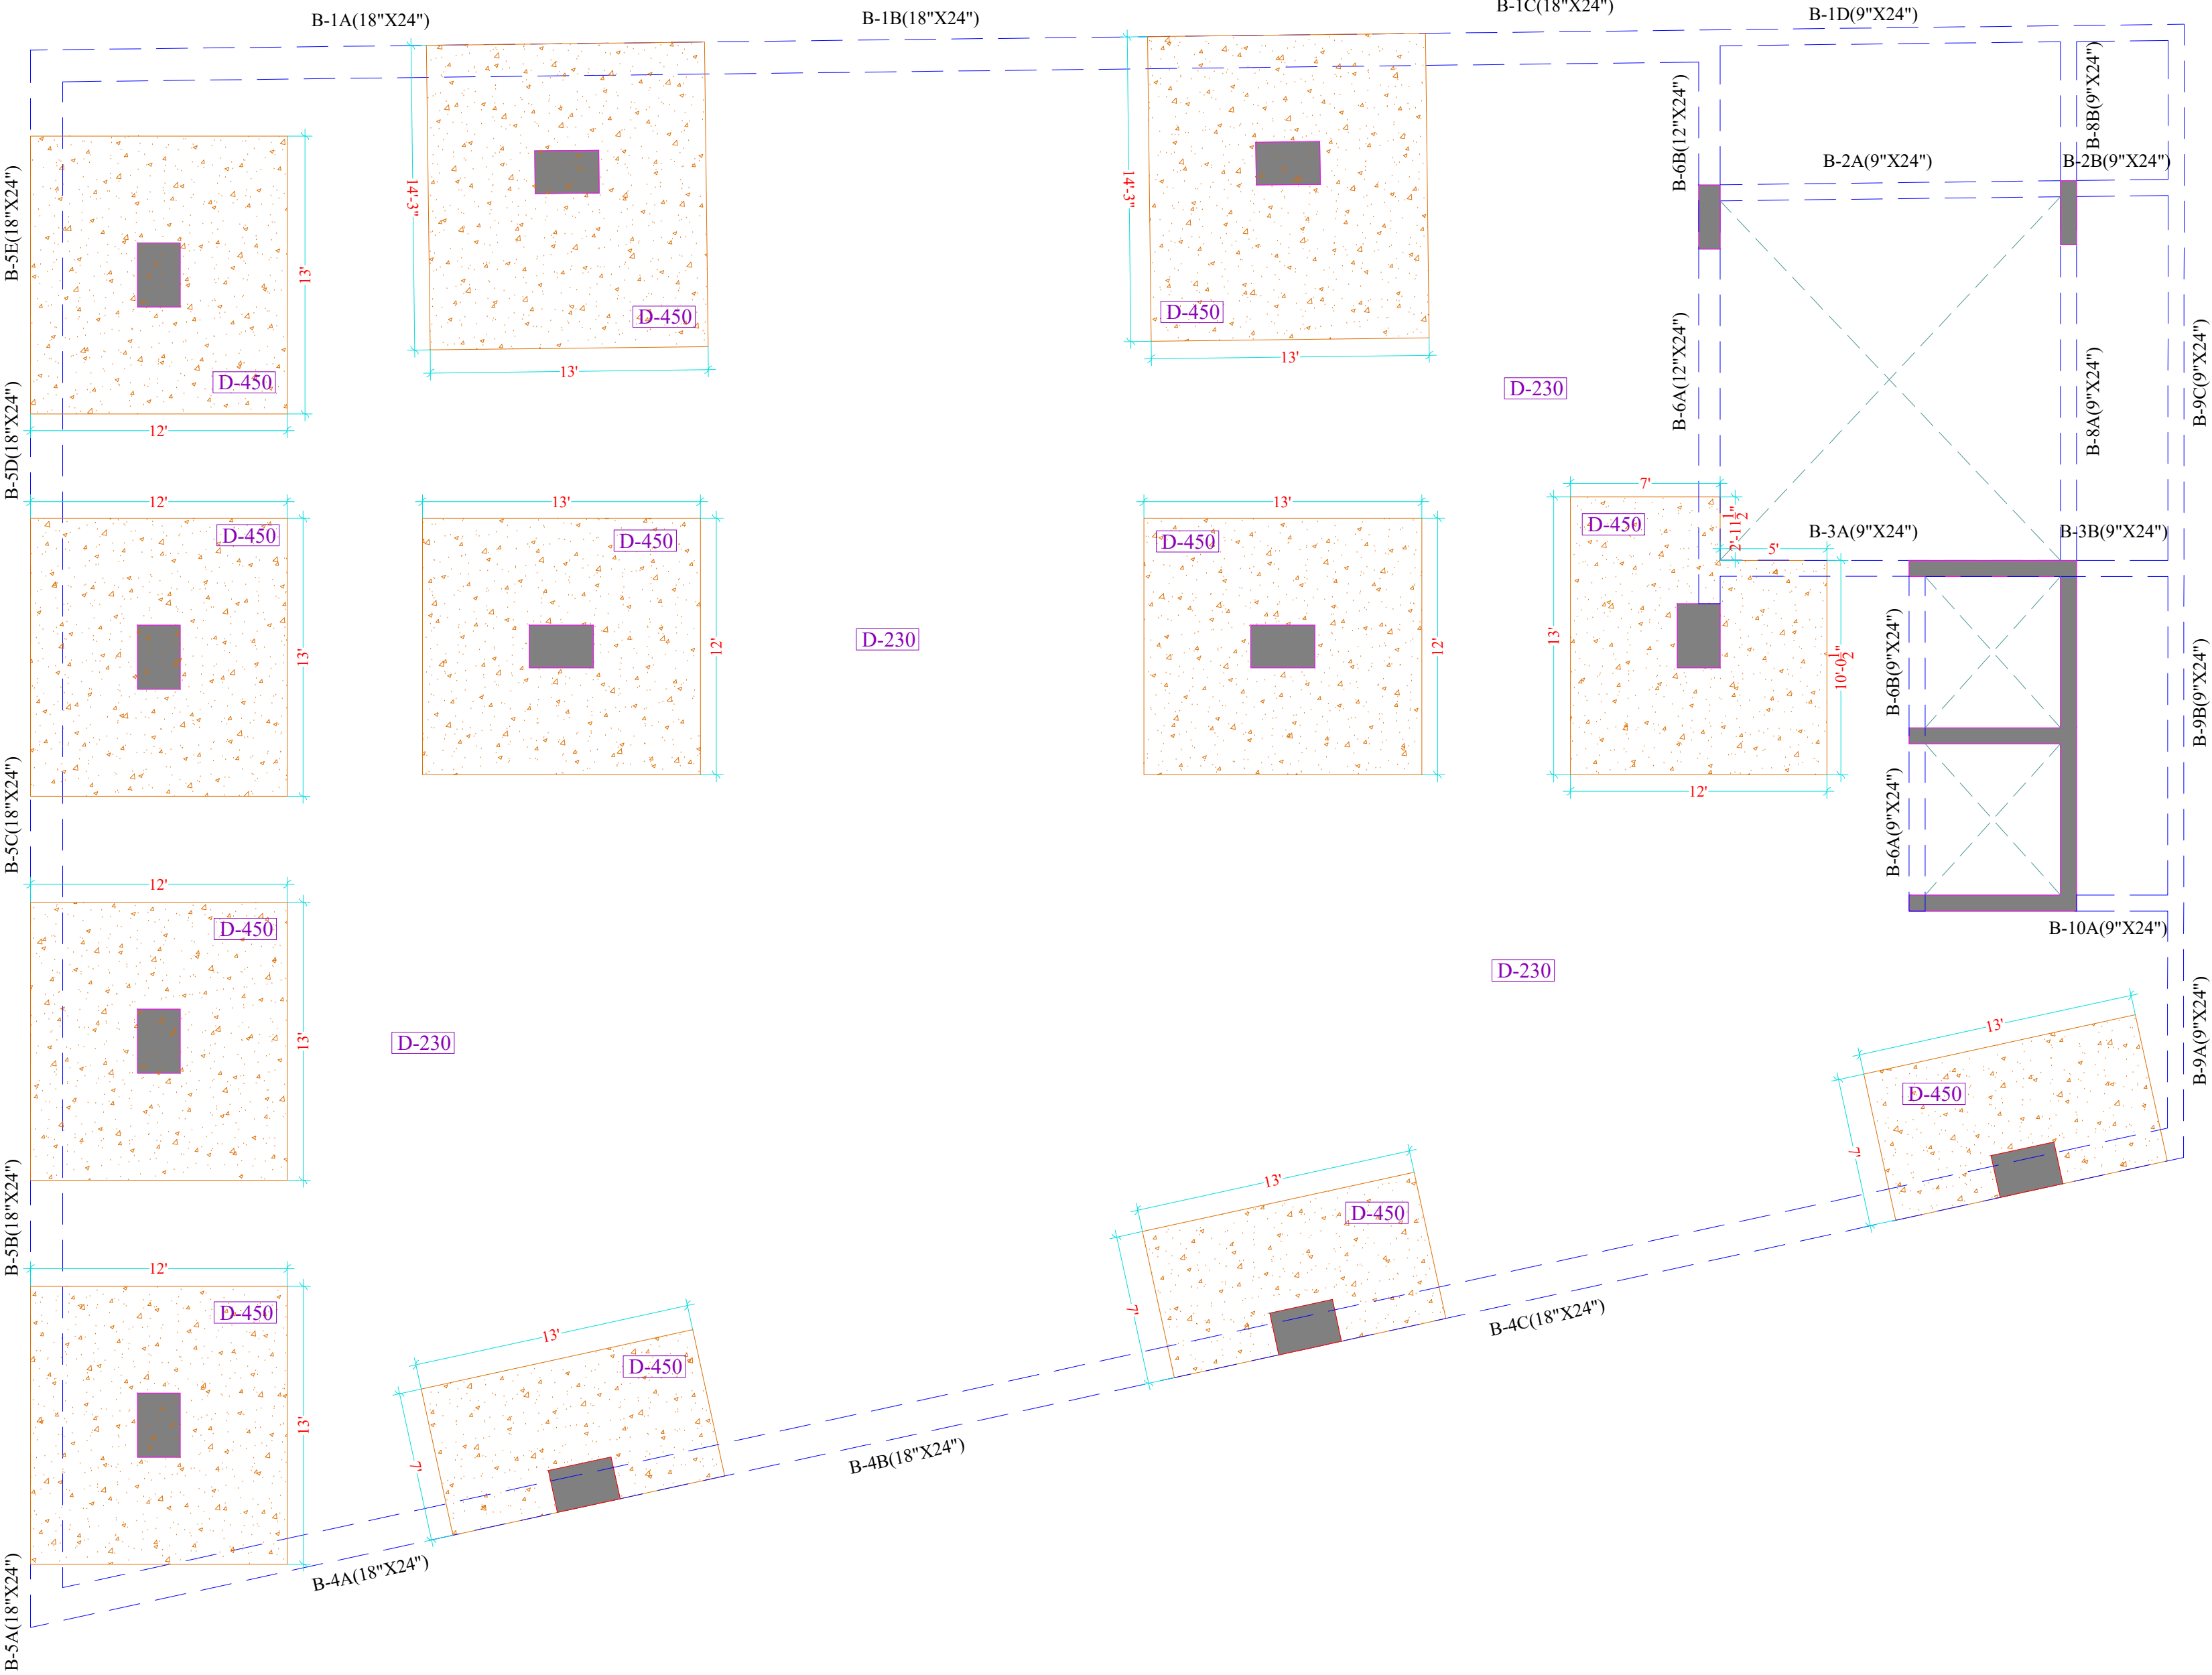 B-1A(18"X24")
B-1B(18"X24")
B-1C(18"X24")
B-1D(9"X24")
B-5E(18"X24")
14'-3"
14'-3"
B-6B(12"X24")
B-8B(9"X24")
B-2A(9"X24")
B-2B(9"X24")
13'
D-450
D-450
D-450
13'
13'
12'
D-230
B-6A(12"X24")
B-8A(9"X24")
B-9C(9"X24")
B-5D(18"X24")
12'
13'
13'
7'
D-450
D-450
D-450
D-450
2'-11 1/2"
B-3A(9"X24")
B-3B(9"X24")
5'
13'
12'
D-230
12'
13'
10'-0 1/2"
B-6B(9"X24")
B-9B(9"X24")
12'
B-5C(18"X24")
B-6A(9"X24")
12'
D-450
B-10A(9"X24")
D-230
13'
D-230
13'
D-450
7'
B-9A(9"X24")
B-5B(18"X24")
13'
D-450
7'
12'
D-450
13'
13'
D-450
7'
B-4C(18"X24")
B-4B(18"X24")
B-4A(18"X24")
B-5A(18"X24")